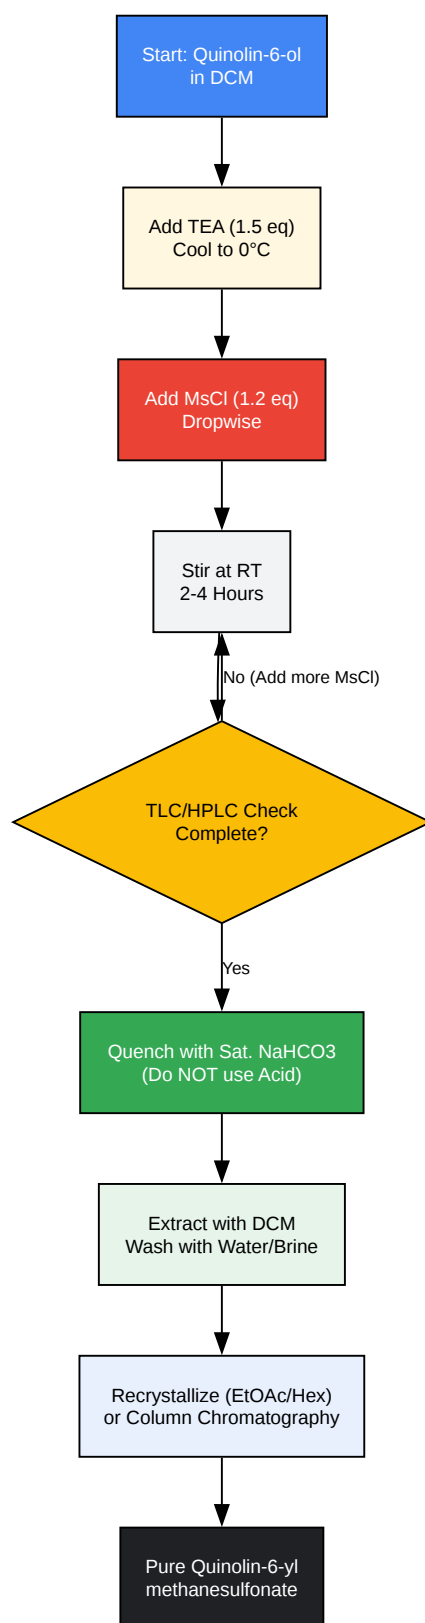 Start: Quinolin-6-ol
in DCM
Add TEA (1.5 eq)
Cool to 0°C
Add MsCl (1.2 eq)
Dropwise
Stir at RT
2-4 Hours
No (Add more MsCl)
TLC/HPLC Check
Complete?
Yes
Quench with Sat. NaHCO3
(Do NOT use Acid)
Extract with DCM
Wash with Water/Brine
Recrystallize (EtOAc/Hex)
or Column Chromatography
Pure Quinolin-6-yl
methanesulfonate